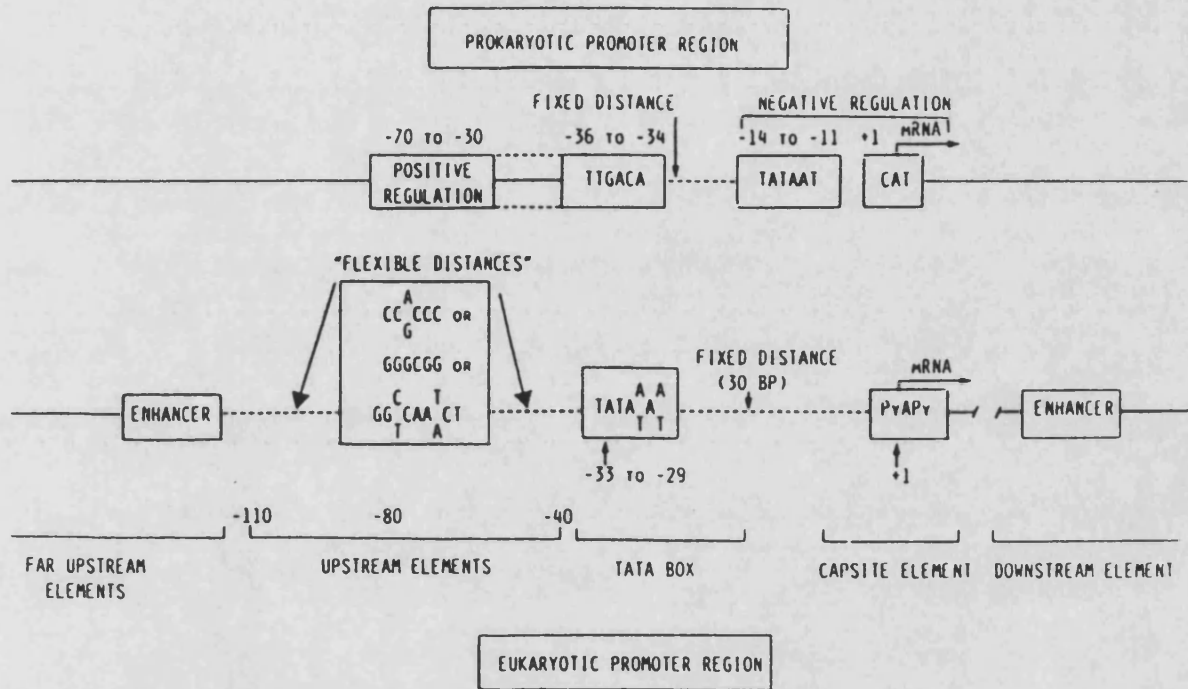 PROKARYOTIC PROMOTER REGION
FIXED DISTANCE
NEGATIVE REGULATION
-70 TO -30
-36 TO -34
-14 TO -11 +1 mRNA
POSITIVE
REGULATION
TTGACA
TATAAT
CAT
"FLEXIBLE DISTANCES"
A
CC CCC OR
G
GGGCGG OR
C T
GG CAA CT
T A
FIXED DISTANCE
(30 BP)
mRNA
A A
TATA A
T T
ENHANCER
PyAPy
ENHANCER
-33 TO -29
+1
-110 -80 -40
FAR UPSTREAM
ELEMENTS
UPSTREAM ELEMENTS
TATA BOX
CAPSITE ELEMENT
DOWNSTREAM ELEMENT
EUKARYOTIC PROMOTER REGION